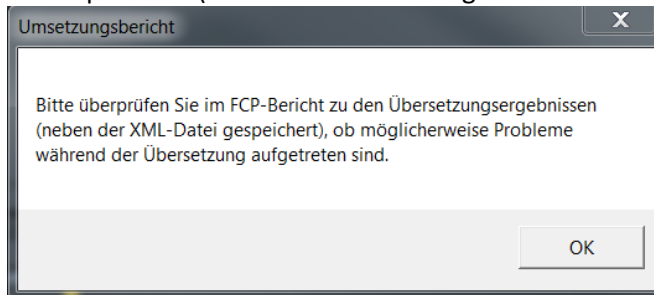 Umsetzungsbericht
X
Bitte überprüfen Sie im FCP-Bericht zu den Übersetzungsergebnissen
(neben der XML-Datei gespeichert), ob möglicherweise Probleme
während der Übersetzung aufgetreten sind.
OK